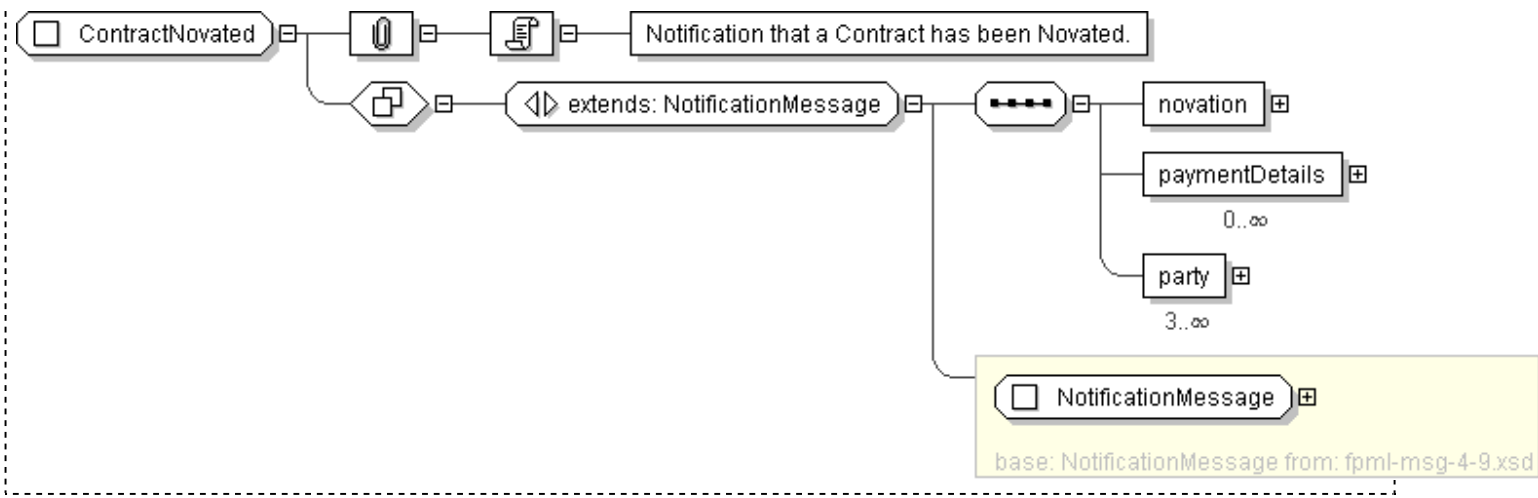 ContractNovated
Notification that a Contract has been Novated.
extends: NotificationMessage
novation
paymentDetails
0..∞
party
3..∞
NotificationMessage
base: NotificationMessage from: fpml-msg-4-9.xsd